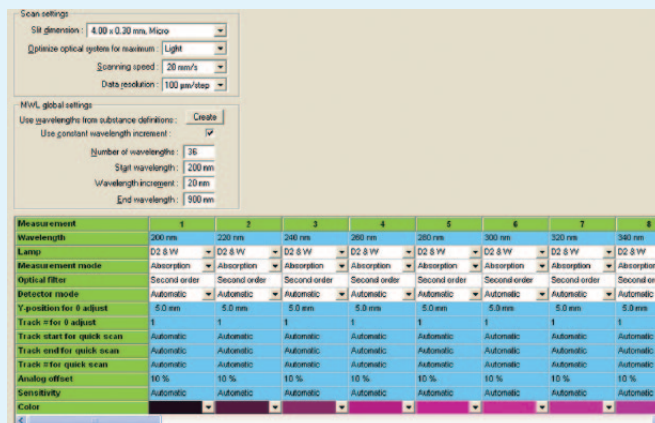 Scan settings
Slit dimension : 4.00 x 0.30 mm, Micro
Optimize optical system for maximum : Light
Scanning speed : 20 mm/s
Data resolution : 100 µm/step
MWL global settings
Use wavelengths from substance definitions : Create
Use constant wavelength increment :
Number of wavelengths : 36
Start wavelength : 200 nm
Wavelength increment : 20 nm
End wavelength : 900 nm
Measurement 1 2 3 4 5 6 7 8
Wavelength 200 nm 220 nm 240 nm 260 nm 280 nm 300 nm 320 nm 340 nm
Lamp D2 & W D2 & W D2 & W D2 & W D2 & W D2 & W D2 & W D2 & W
Measurement mode Absorption Absorption Absorption Absorption Absorption Absorption Absorption Absorption
Optical filter Second order Second order Second order Second order Second order Second order Second order Second order
Detector mode Automatic Automatic Automatic Automatic Automatic Automatic Automatic Automatic
Y-position for 0 adjust 5.0 mm 5.0 mm 5.0 mm 5.0 mm 5.0 mm 5.0 mm 5.0 mm 5.0 mm
Track # for 0 adjust 1 1 1 1 1 1 1 1
Track start for quick scan Automatic Automatic Automatic Automatic Automatic Automatic Automatic Automatic
Track end for quick scan Automatic Automatic Automatic Automatic Automatic Automatic Automatic Automatic
Track # for quick scan Automatic Automatic Automatic Automatic Automatic Automatic Automatic Automatic
Analog offset 10 % 10 % 10 % 10 % 10 % 10 % 10 % 10 %
Sensitivity Automatic Automatic Automatic Automatic Automatic Automatic Automatic Automatic
Color